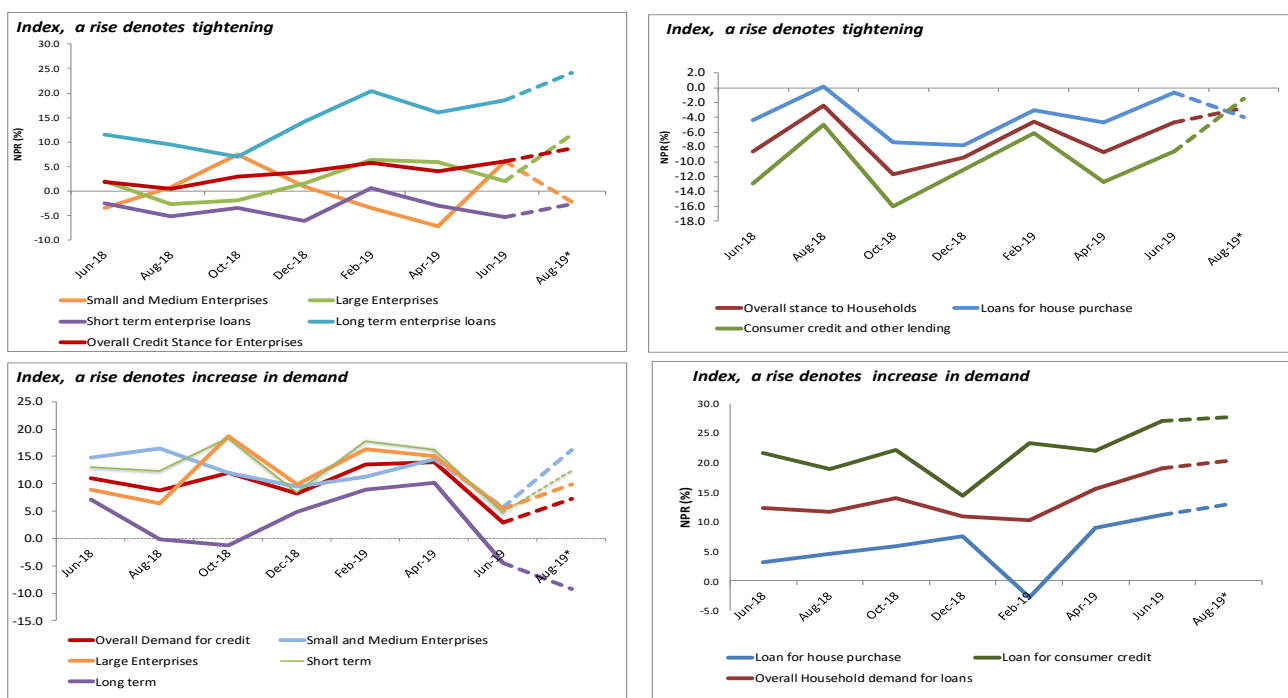 Index, a rise denotes tightening
30.0
25.0
20.0
15.0
10.0
5.0
0.0
-5.0
-10.0
NPR (%)
Jun-18
Aug-18
Oct-18
Dec-18
Feb-19
Apr-19
Jun-19
Aug-19*
Small and Medium Enterprises
Large Enterprises
Short term enterprise loans
Long term enterprise loans
Overall Credit Stance for Enterprises
Index, a rise denotes tightening
2.0
0.0
-2.0
-4.0
-6.0
-8.0
-10.0
-12.0
-14.0
-16.0
-18.0
NPR (%)
Jun-18
Aug-18
Oct-18
Dec-18
Feb-19
Apr-19
Jun-19
Aug-19*
Overall stance to Households
Loans for house purchase
Consumer credit and other lending
Index, a rise denotes increase in demand
25.0
20.0
15.0
10.0
5.0
0.0
-5.0
-10.0
-15.0
Jun-18
Aug-18
Oct-18
Dec-18
Feb-19
Apr-19
Jun-19
Aug-19*
Overall Demand for credit
Small and Medium Enterprises
Large Enterprises
Short term
Long term
Index, a rise denotes increase in demand
30.0
25.0
20.0
15.0
10.0
5.0
0.0
-5.0
NPR (%)
Jun-18
Aug-18
Oct-18
Dec-18
Feb-19
Apr-19
Jun-19
Aug-19*
Loan for house purchase
Loan for consumer credit
Overall Household demand for loans